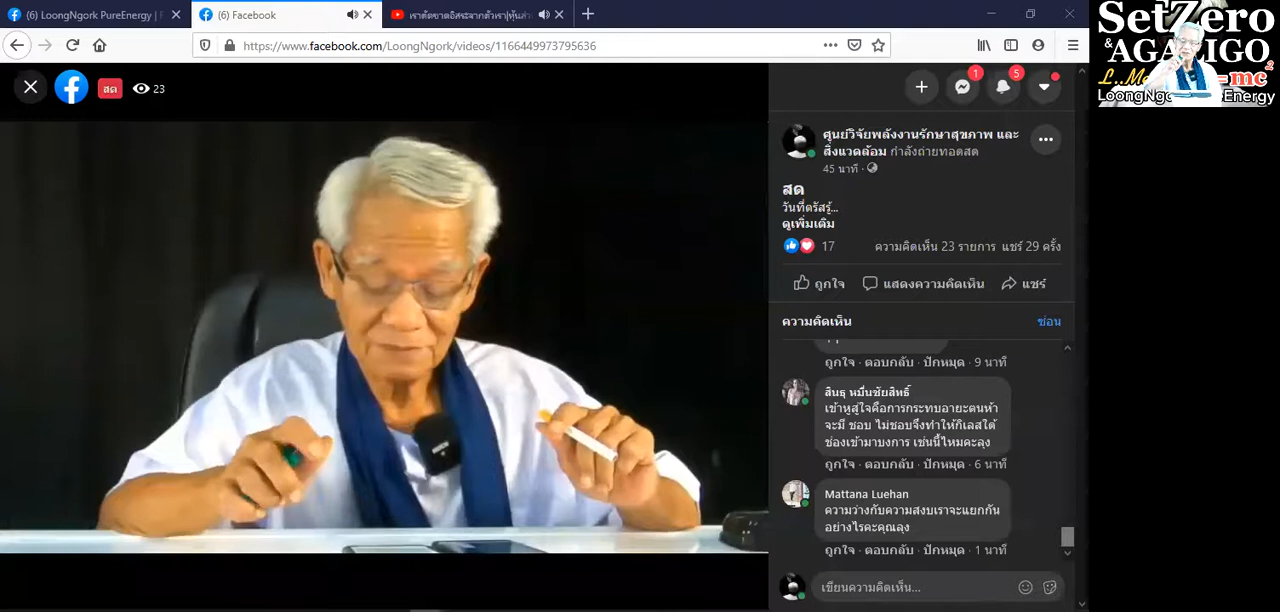 (6) LoongNgork PureEnergy |
(6) Facebook
เราตัดขาดอิสระจากตัวเรา|หุ้นส่ว
https://www.facebook.com/LoongNgork/videos/1166449973795636
SetZero
& AGALIGO
LoongNgo
Energy
สด
23
1
5
ศูนย์วิจัยพลังงานรักษาสุขภาพ และ
สิ่งแวดล้อม กำลังถ่ายทอดสด
45 นาที ·
สด
วันที่ตรัสรู้...
ดูเพิ่มเติม
17
ความคิดเห็น 23 รายการ แชร์ 29 ครั้ง
ถูกใจ
แสดงความคิดเห็น
แชร์
ความคิดเห็น
ซ่อน
ถูกใจ · ตอบกลับ · ปักหมุด · 9 นาที
สินธุ หมื่นชัยสิทธิ์
เข้าหูสู่ใจคือการกระทบอายะตนห้า
จะมี ชอบ ไม่ชอบจึงทำให้กิเลสได้
ช่องเข้ามาบงการ เช่นนี้ไหมคะลุง
ถูกใจ · ตอบกลับ · ปักหมุด · 6 นาที
Mattana Luehan
ความว่างกับความสงบเราจะแยกกัน
อย่างไรคะคุณลุง
ถูกใจ · ตอบกลับ · ปักหมุด · 1 นาที
เขียนความคิดเห็น...